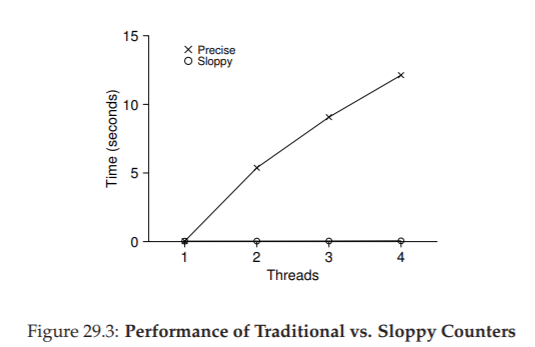 15
Precise
Sloppy
10
5
0
Time (seconds)
1 2 3 4
Threads
Figure 29.3: Performance of Traditional vs. Sloppy Counters